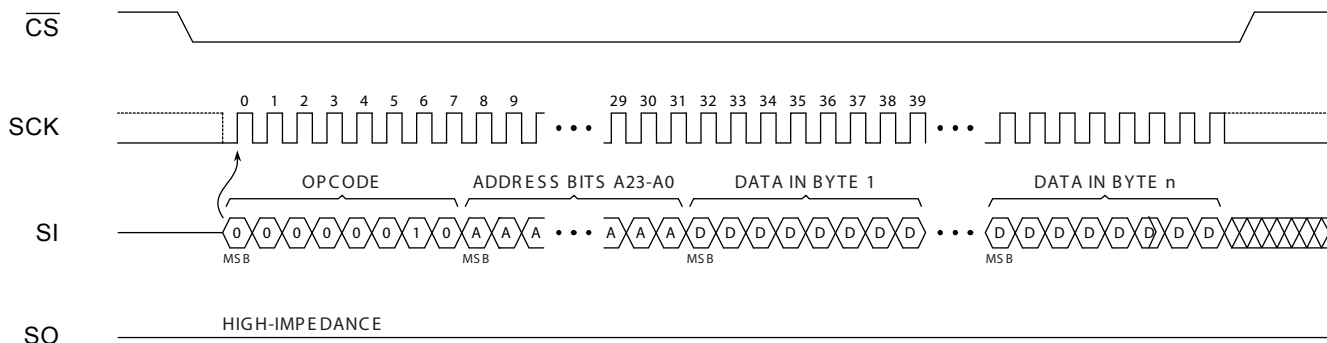 CS
0 1 2 3 4 5 6 7 8 9 29 30 31 32 33 34 35 36 37 38 39
SCK
OPCODE ADDRESS BITS A23-A0 DATA IN BYTE 1 DATA IN BYTE n
SI 0 0 0 0 0 0 1 0 A A A A A A D D D D D D D D D D D D D D D D
MSB MSB MSB MSB
HIGH-IMPEDANCE
SO